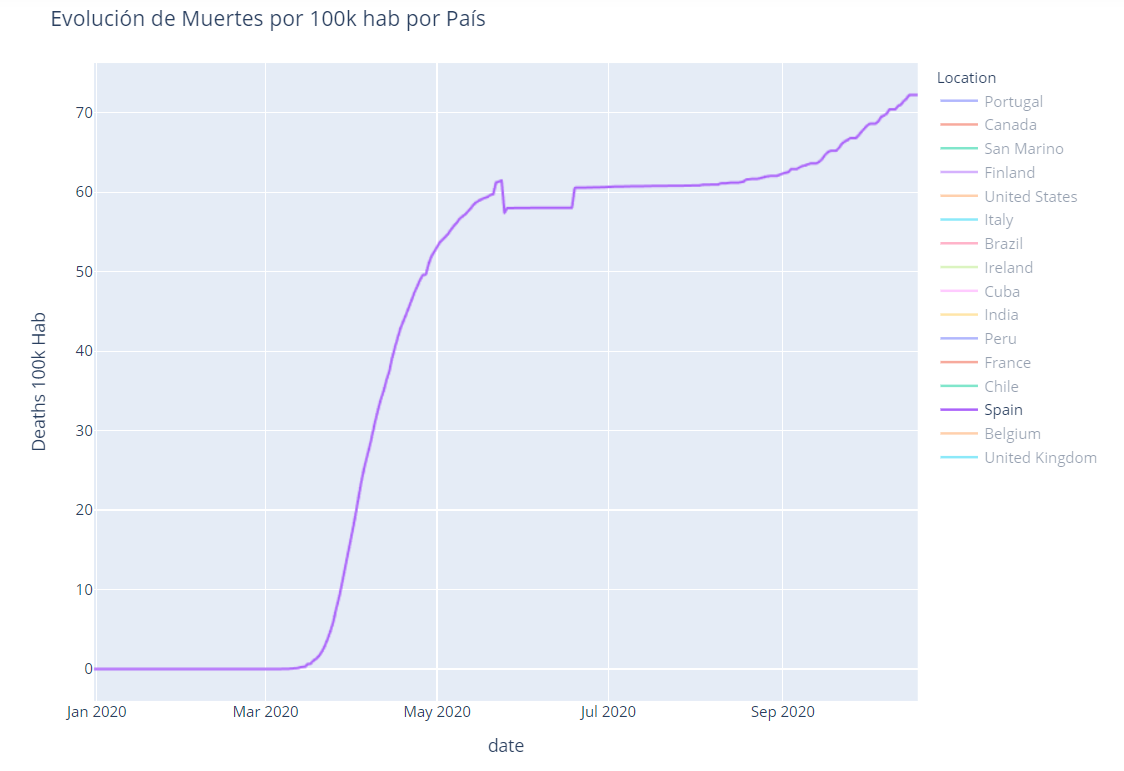 Evolución de Muertes por 100k hab por País
Deaths 100k Hab
70
60
50
40
30
20
10
0
Jan 2020 Mar 2020 May 2020 Jul 2020 Sep 2020
date
Location
Portugal
Canada
San Marino
Finland
United States
Italy
Brazil
Ireland
Cuba
India
Peru
France
Chile
Spain
Belgium
United Kingdom